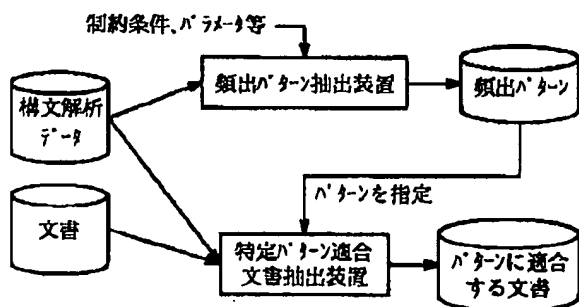 制約条件、パラメータ等
頻出パターン抽出装置
頻出パターン
構文解析
データ
パターンを指定
文書
特定パターン適合
文書抽出装置
パターンに適合
する文書